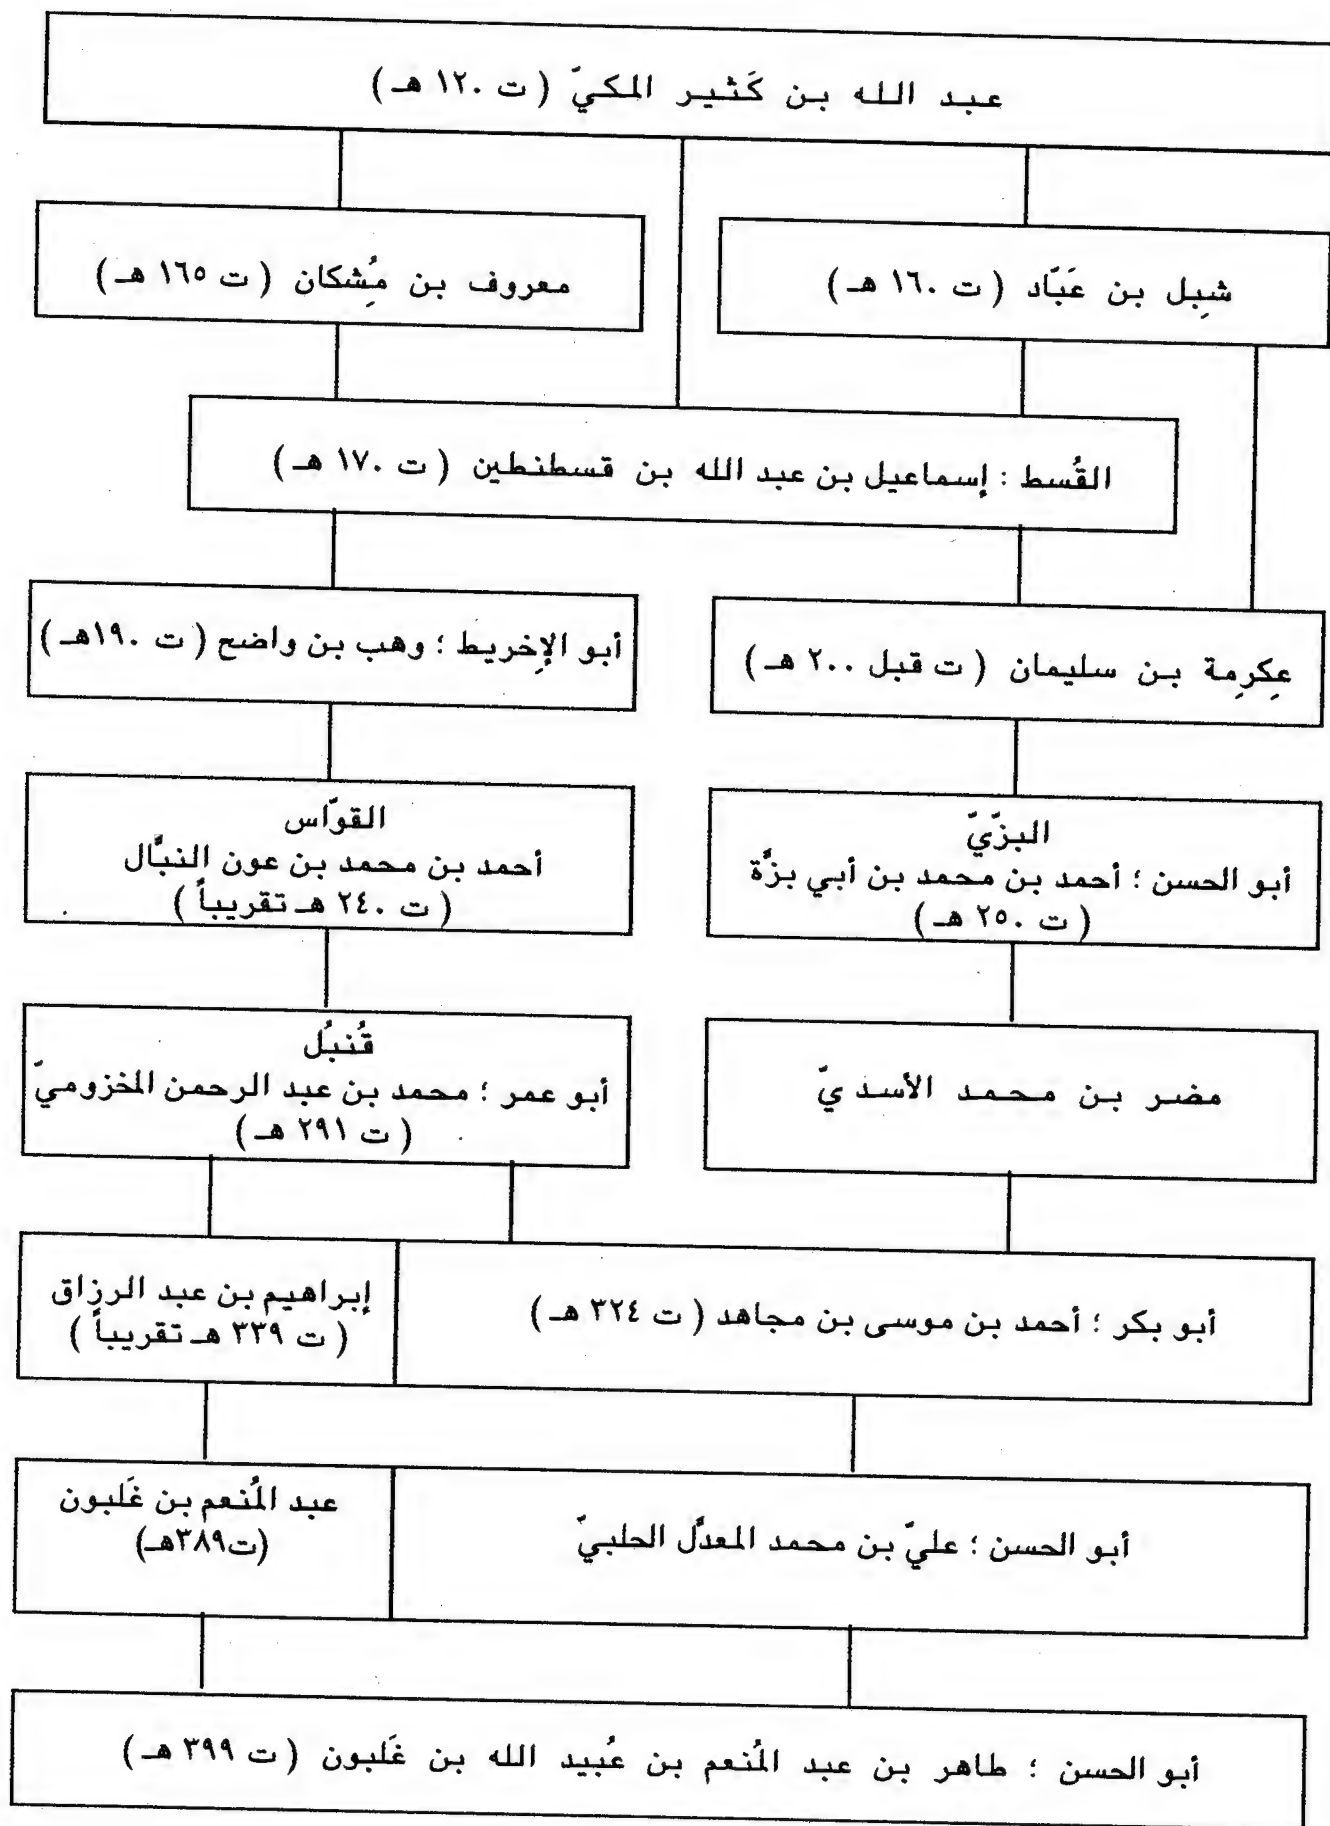 عبد الله بن كَثير المكيّ ( ت ١٢٠ هـ )
شبِل بن عَبّاد ( ت ١٦٠ هـ )
معروف بن مُشِكان ( ت ١٦٥ هـ )
القُسط : إسماعيل بن عبد الله بن قسطنطين ( ت ١٧٠ هـ )
عِكرِمة بن سليمان ( ت قبل ٢٠٠ هـ )
أبو الإخريط ؛ وهب بن واضح ( ت ١٩٠هـ )
البزّيّ
أبو الحسن ؛ أحمد بن محمد بن أبي بزَّة
( ت ٢٥٠ هـ )
القوّاس
أحمد بن محمد بن عون النبَّال
( ت ٢٤٠ هـ تقريباً )
مضر بن محمد الأسديّ
قُنبُل
أبو عمر ؛ محمد بن عبد الرحمن المخزوميّ
( ت ٢٩١ هـ )
أبو بكر ؛ أحمد بن موسى بن مجاهد ( ت ٣٢٤ هـ )
إبراهيم بن عبد الرزاق
( ت ٣٣٩ هـ تقريباً )
أبو الحسن ؛ عليّ بن محمد المعدَّل الحلبيّ
عبد المُنعم بن غَلبون
(ت٣٨٩هـ)
أبو الحسن ؛ طاهر بن عبد المُنعم بن عُبيد الله بن غَلبون ( ت ٣٩٩ هـ )